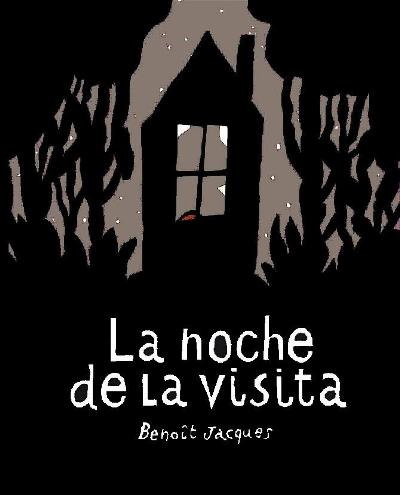 La noche
de la visita
Benoît Jacques